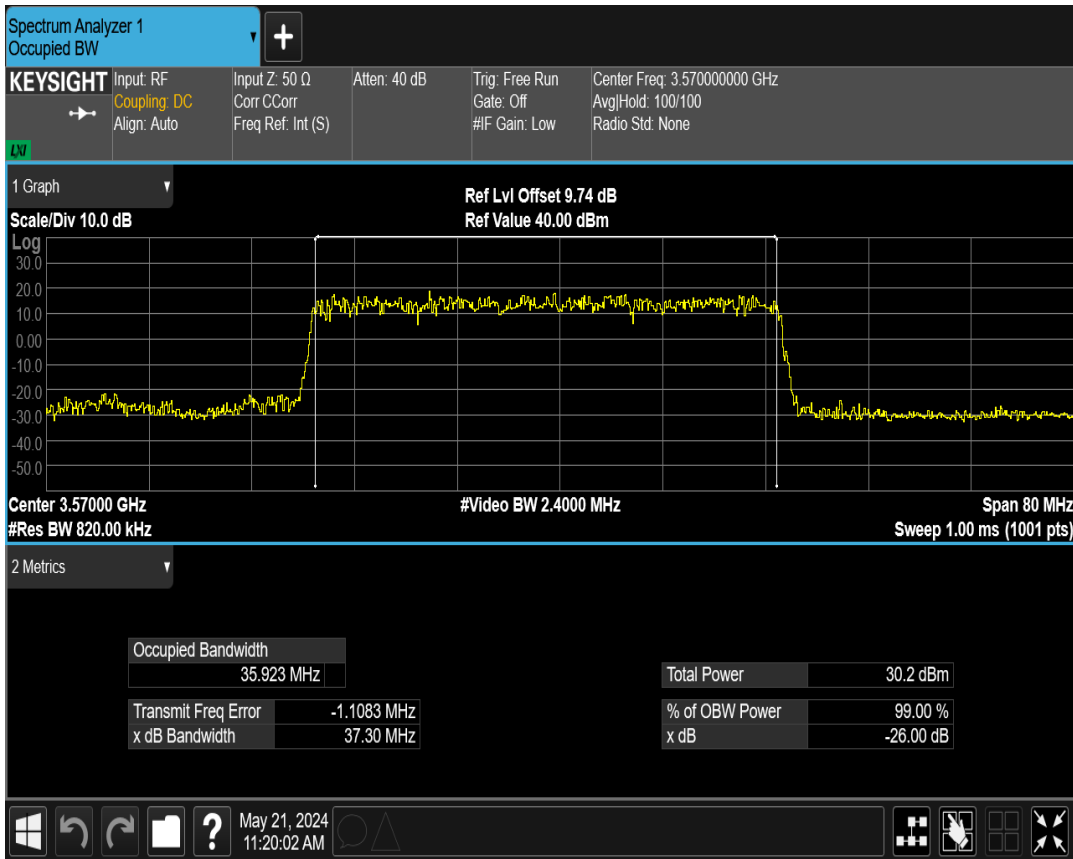 Spectrum Analyzer 1
Occupied BW
+
KEYSIGHT
LXI
Input: RF
Coupling: DC
Align: Auto
Input Z: 50 Ω
Corr CCorr
Freq Ref: Int (S)
Atten: 40 dB
Trig: Free Run
Gate: Off
#IF Gain: Low
Center Freq: 3.570000000 GHz
Avg|Hold: 100/100
Radio Std: None
1 Graph
Scale/Div 10.0 dB
Ref Lvl Offset 9.74 dB
Ref Value 40.00 dBm
Log
30.0
20.0
10.0
0.00
-10.0
-20.0
-30.0
-40.0
-50.0
Center 3.57000 GHz
#Video BW 2.4000 MHz
Span 80 MHz
#Res BW 820.00 kHz
Sweep 1.00 ms (1001 pts)
2 Metrics
Occupied Bandwidth
35.923 MHz
Total Power 30.2 dBm
Transmit Freq Error -1.1083 MHz
% of OBW Power 99.00 %
x dB Bandwidth 37.30 MHz
x dB -26.00 dB
?
May 21, 2024
11:20:02 AM